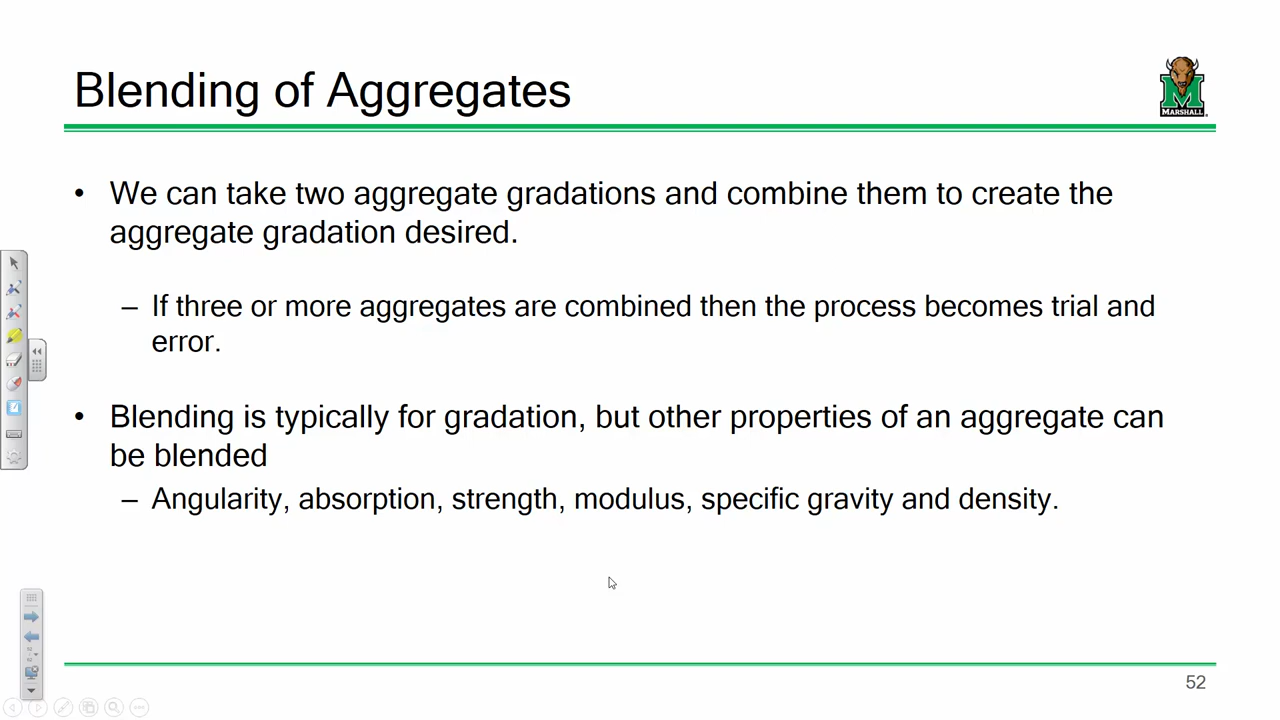 Blending of Aggregates
MARSHALL
• We can take two aggregate gradations and combine them to create the
aggregate gradation desired.
– If three or more aggregates are combined then the process becomes trial and
error.
• Blending is typically for gradation, but other properties of an aggregate can
be blended
– Angularity, absorption, strength, modulus, specific gravity and density.
52